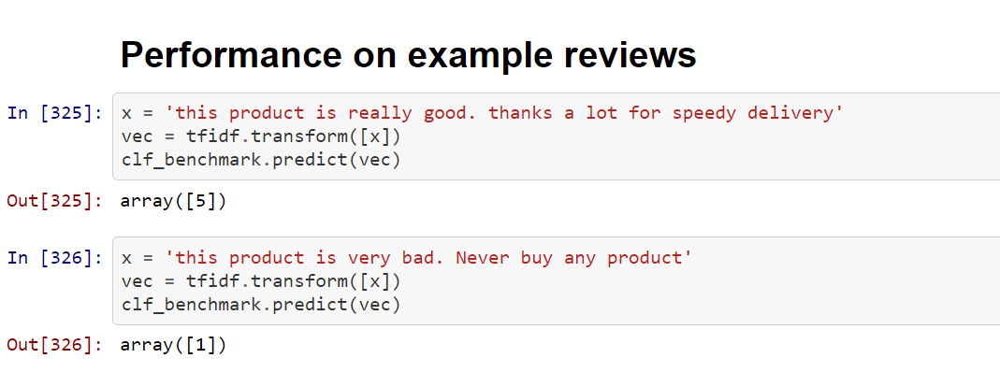 Performance on example reviews
In [325]: x = 'this product is really good. thanks a lot for speedy delivery'
vec = tfidf.transform([x])
clf_benchmark.predict(vec)
Out[325]: array([5])
In [326]: x = 'this product is very bad. Never buy any product'
vec = tfidf.transform([x])
clf_benchmark.predict(vec)
Out[326]: array([1])